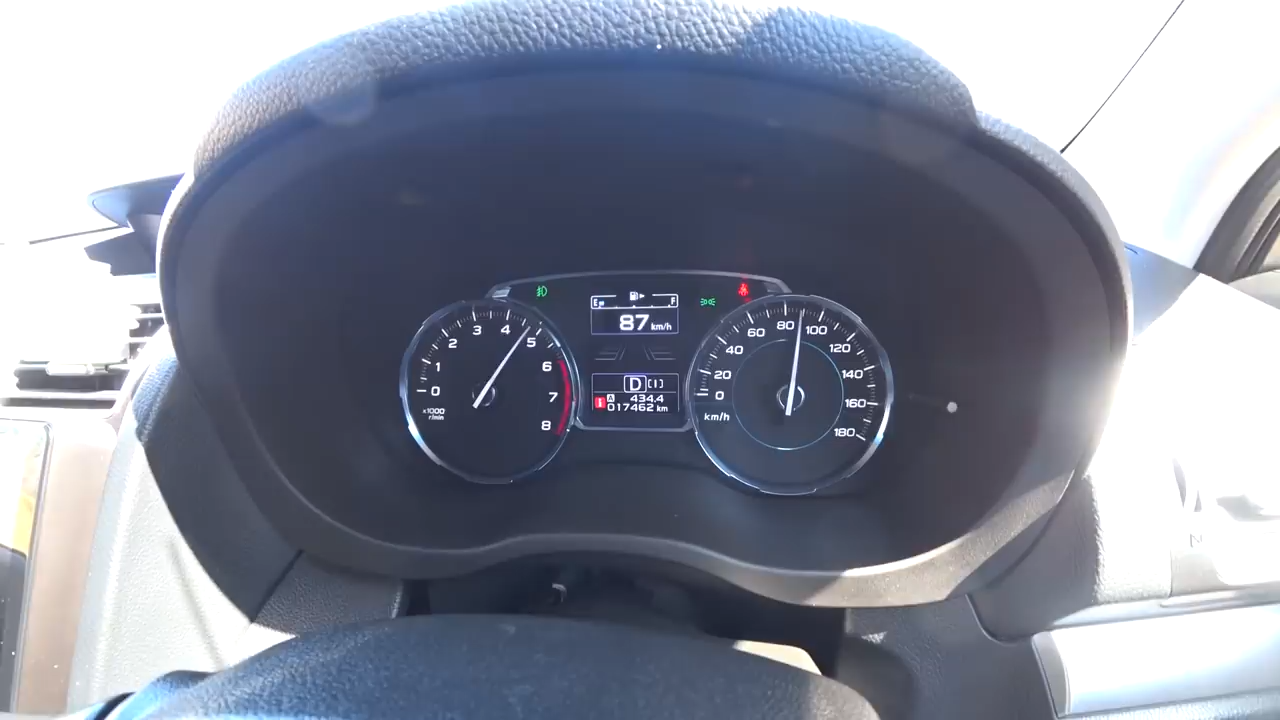 E F
87 km/h
D [I]
A 434.4
017462 km
0 1 2 3 4 5 6 7 8
x1000
r/min
0 20 40 60 80 100 120 140 160 180
km/h